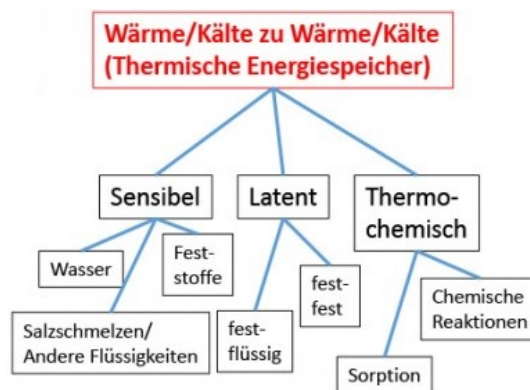 Wärme/Kälte zu Wärme/Kälte
(Thermische Energiespeicher)
Sensibel
Latent
Thermo-
chemisch
Wasser
Fest-
stoffe
Salzschmelzen/
Andere Flüssigkeiten
fest-
flüssig
fest-
fest
Chemische
Reaktionen
Sorption